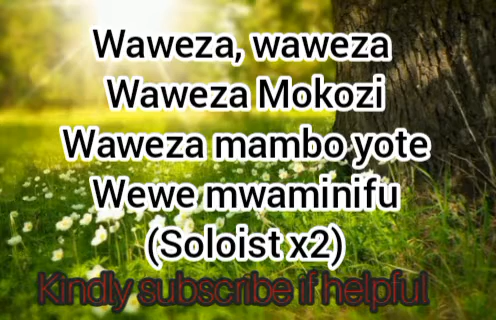 Waweza, waweza
Waweza Mokozi
Waweza mambo yote
Wewe mwaminifu
(Soloist x2)
Kindly subscribe if helpful